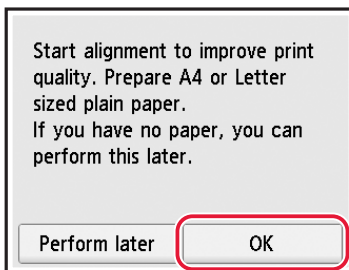 Start alignment to improve print
quality. Prepare A4 or Letter
sized plain paper.
If you have no paper, you can
perform this later.
Perform later
OK